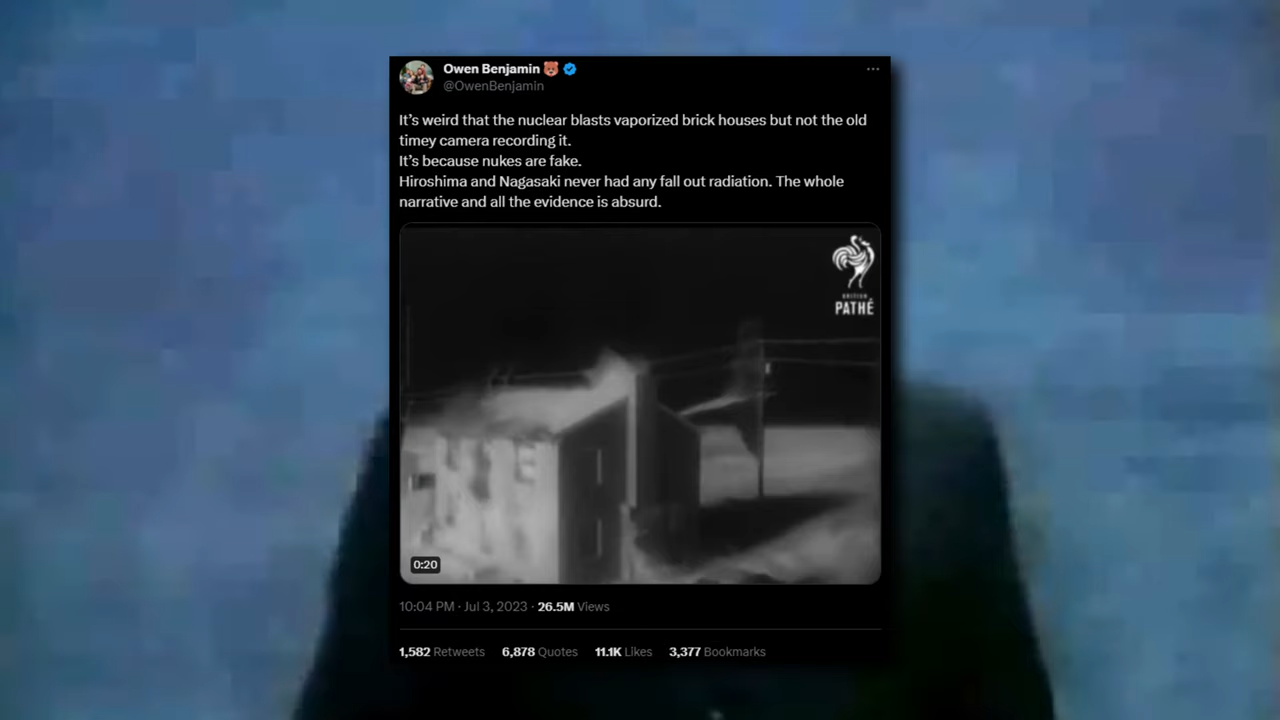 Owen Benjamin
@OwenBenjamin
It's weird that the nuclear blasts vaporized brick houses but not the old
timey camera recording it.
It's because nukes are fake.
Hiroshima and Nagasaki never had any fall out radiation. The whole
narrative and all the evidence is absurd.
BRITISH
PATHÉ
0:20
10:04 PM · Jul 3, 2023 · 26.5M Views
1,582 Retweets 6,878 Quotes 11.1K Likes 3,377 Bookmarks